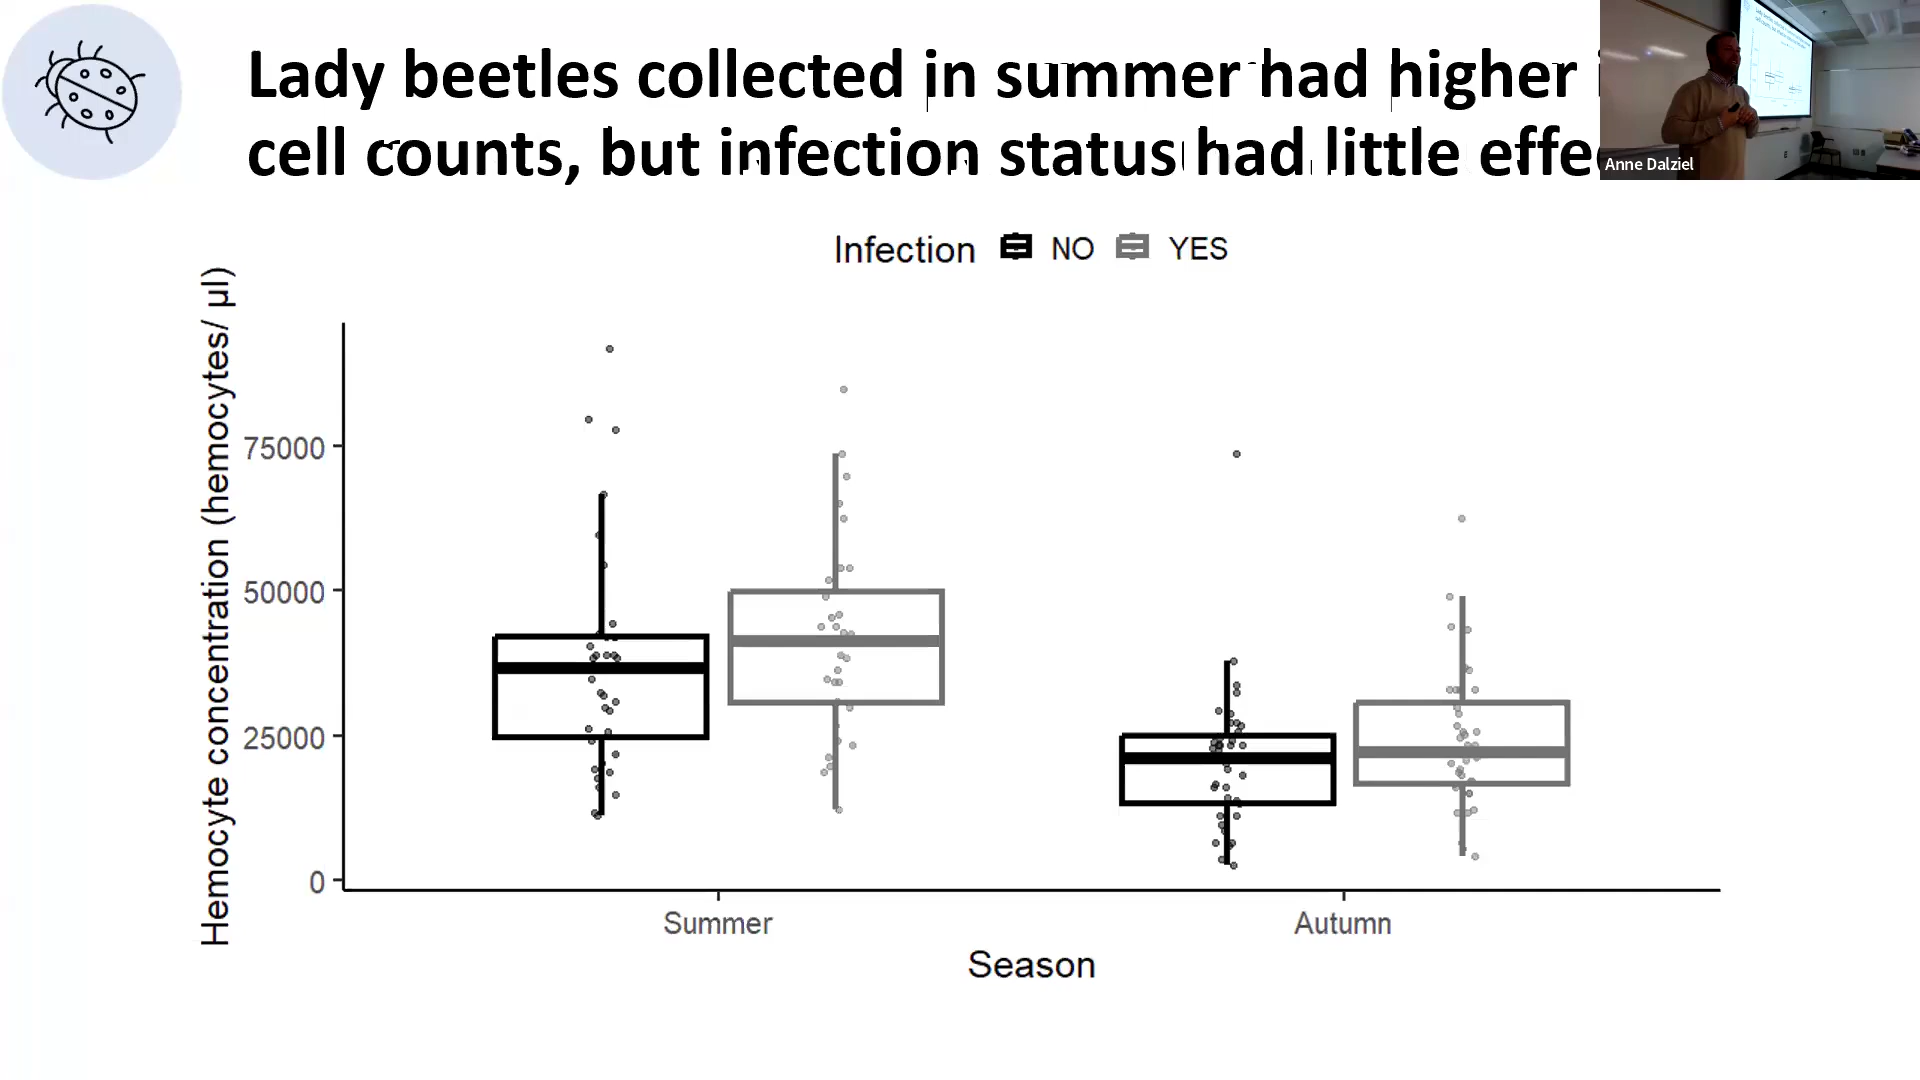 Lady beetles collected in summer had higher
cell counts, but infection status had little
Anne Dalziel
Infection NO YES
Hemocyte concentration (hemocytes/ µl)
75000
50000
25000
0
Summer Autumn
Season